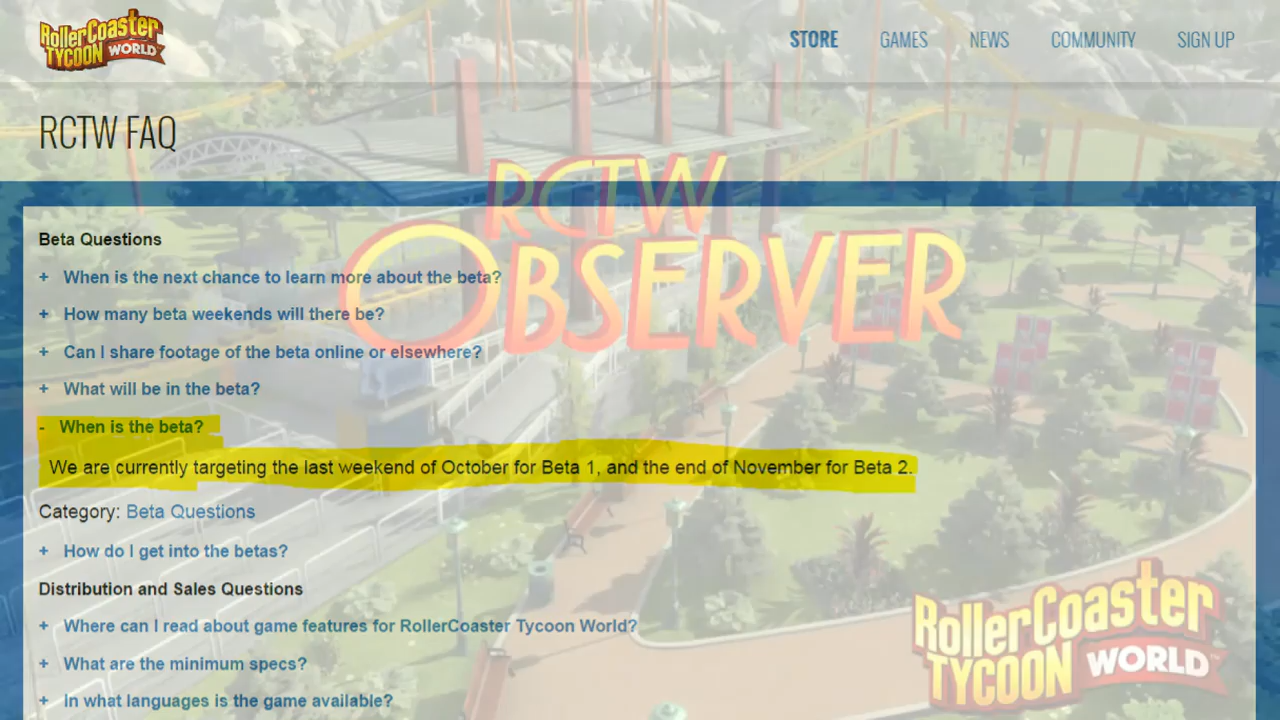 RollerCoaster
TYCOON WORLD
STORE GAMES NEWS COMMUNITY SIGN UP
RCTW FAQ
RCTW
OBSERVER
Beta Questions
+ When is the next chance to learn more about the beta?
+ How many beta weekends will there be?
+ Can I share footage of the beta online or elsewhere?
+ What will be in the beta?
- When is the beta?
We are currently targeting the last weekend of October for Beta 1, and the end of November for Beta 2.
Category: Beta Questions
+ How do I get into the betas?
Distribution and Sales Questions
+ Where can I read about game features for RollerCoaster Tycoon World?
+ What are the minimum specs?
+ In what languages is the game available?
RollerCoaster
TYCOON WORLD™